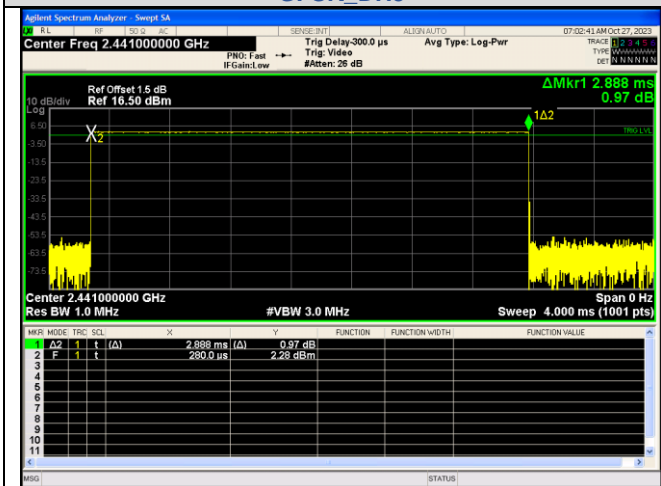 Agilent Spectrum Analyzer - Swept SA
RL RF 50 Ω AC SENSE:INT ALIGN AUTO 07:02:41 AM Oct 27, 2023
Center Freq 2.441000000 GHz
Trig Delay-300.0 µs Avg Type: Log-Pwr TRACE 1 2 3 4 5 6
PNO: Fast Trig: Video TYPE
IFGain:Low #Atten: 26 dB DET N N N N N N
ΔMkr1 2.888 ms
0.97 dB
Ref Offset 1.5 dB
10 dB/div Ref 16.50 dBm
Log
1Δ2
6.50
TRIG LVL
2
-3.50
-13.5
-23.5
-33.5
-43.5
-53.5
-63.5
-73.5
Center 2.441000000 GHz Span 0 Hz
Res BW 1.0 MHz #VBW 3.0 MHz Sweep 4.000 ms (1001 pts)
MKR MODE TRC SCL X Y FUNCTION FUNCTION WIDTH FUNCTION VALUE
1 Δ2 1 t (Δ) 2.888 ms (Δ) 0.97 dB
2 F 1 t 280.0 µs 2.28 dBm
3
4
5
6
7
8
9
10
11
MSG STATUS